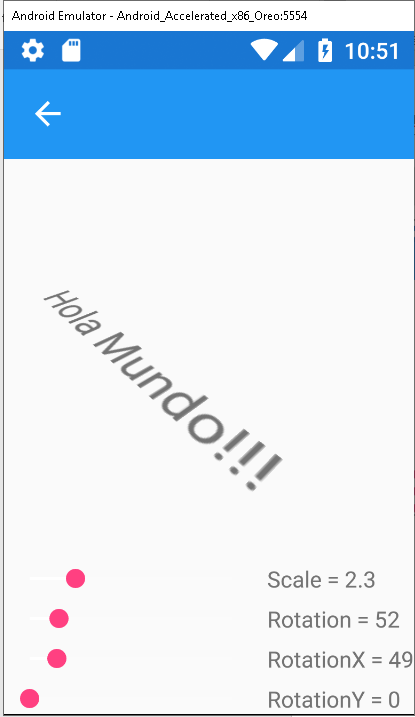 Android Emulator - Android_Accelerated_x86_Oreo:5554
10:51
Hola Mundo!!!
Scale = 2.3
Rotation = 52
RotationX = 49
RotationY = 0